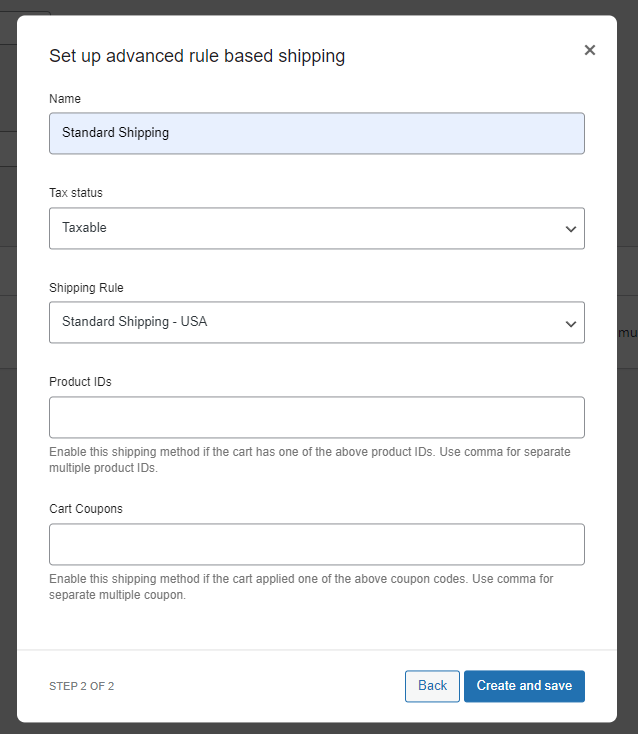 Set up advanced rule based shipping
Name
Standard Shipping
Tax status
Taxable
Shipping Rule
Standard Shipping - USA
Product IDs
Enable this shipping method if the cart has one of the above product IDs. Use comma for separate
multiple product IDs.
Cart Coupons
Enable this shipping method if the cart applied one of the above coupon codes. Use comma for
separate multiple coupon.
STEP 2 OF 2
Back
Create and save